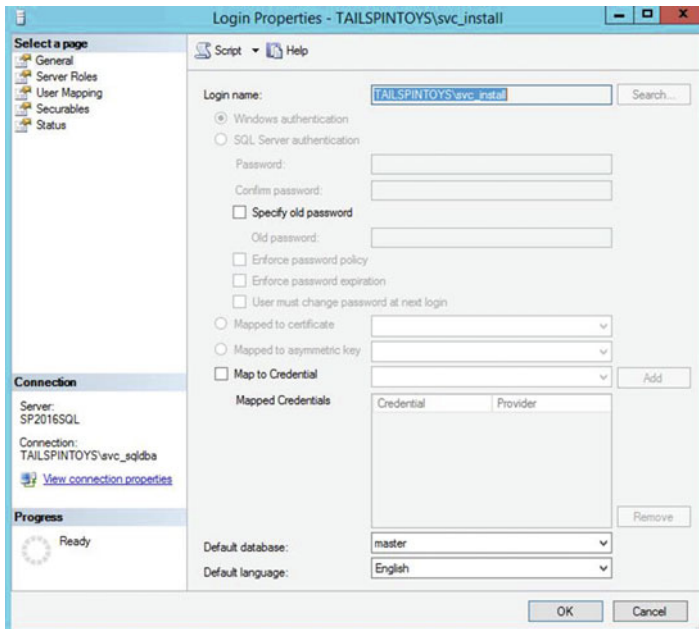 Login Properties - TAILSPINTOYS\svc_install
Select a page
General
Server Roles
User Mapping
Securables
Status
Script
Help
Login name:
TAILSPINTOYS\svc_install
Search...
Windows authentication
SQL Server authentication
Password:
Confirm password:
Specify old password
Old password:
Enforce password policy
Enforce password expiration
User must change password at next login
Mapped to certificate
Mapped to asymmetric key
Map to Credential
Add
Mapped Credentials
Credential Provider
Remove
Default database:
master
Default language:
English
Connection
Server:
SP2016SQL
Connection:
TAILSPINTOYS\svc_sqldba
View connection properties
Progress
Ready
OK
Cancel